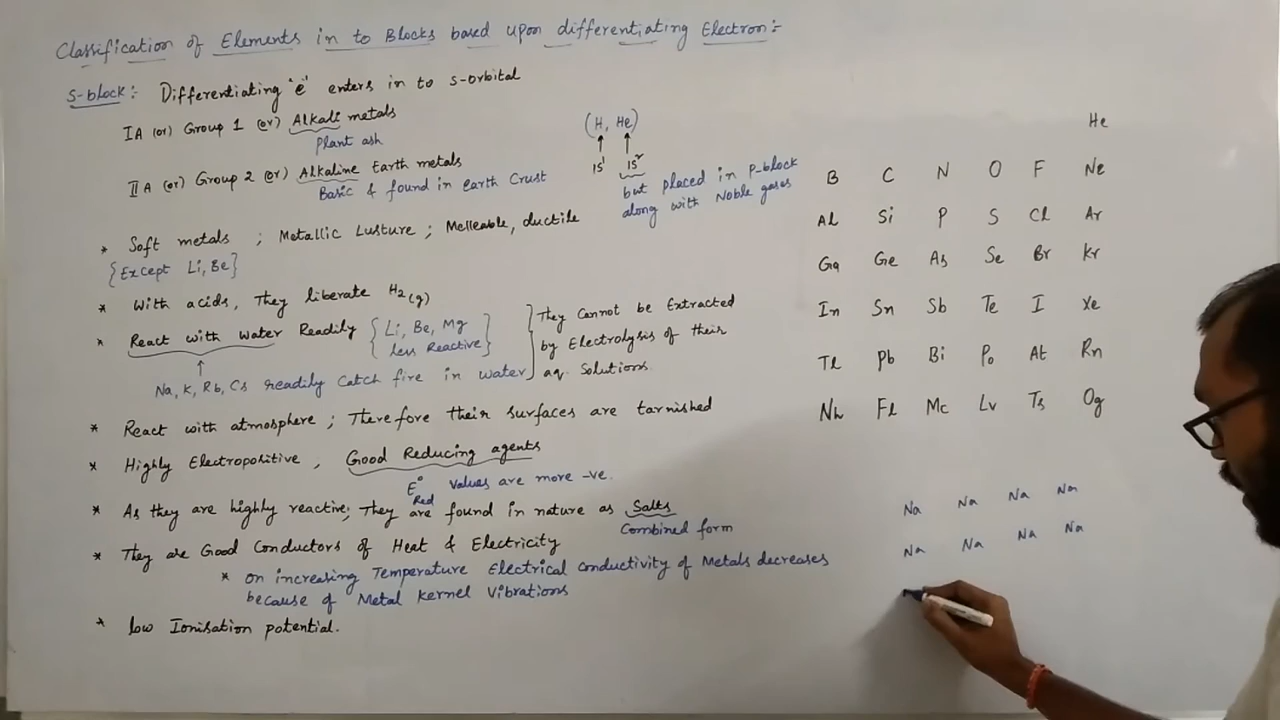 Classification of Elements in to Blocks based upon differentiating Electron:-
S-block:- Differentiating 'e⁻' enters in to s-orbital
IA (or) Group 1 (or) Alkali metals
Plant ash
IIA (or) Group 2 (or) Alkaline Earth metals
Basic & found in earth Crust
(H, He)
1s¹ 1s²
but placed in P-block
along with Noble gases
* Soft metals ; Metallic Lusture ; Melleable, ductile
{Except Li, Be}
* With acids, They liberate H₂(g)
* React with water Readily { Li, Be, Mg
less Reactive}
Na, K, Rb, Cs readily catch fire in water
They Cannot be Extracted
by Electrolysis of their
aq. Solutions.
* React with atmosphere ; Therefore their surfaces are tarnished
* Highly Electropositive , Good Reducing agents
E°Red values are more -ve.
* As they are highly reactive; They are found in nature as Salts
Combined form
* They are Good Conductors of Heat & Electricity
* on increasing Temperature Electrical Conductivity of Metals decreases
because of Metal Kernel Vibrations
* low Ionisation potential.
He
B C N O F Ne
Al Si P S Cl Ar
Ga Ge As Se Br Kr
In Sn Sb Te I Xe
Tl Pb Bi Po At Rn
Nh Fl Mc Lv Ts Og
Na Na Na Na
Na Na Na Na